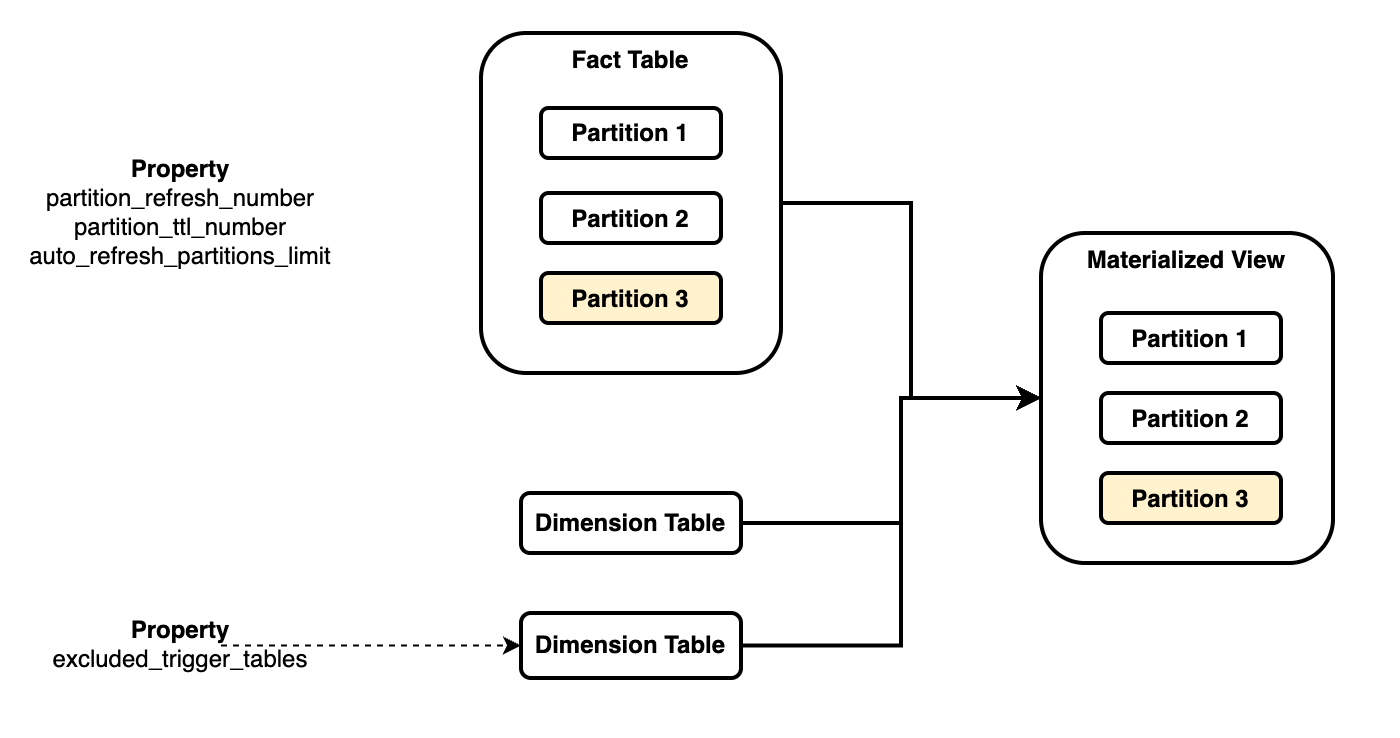 Fact Table
Partition 1
Partition 2
Partition 3
Property
partition_refresh_number
partition_ttl_number
auto_refresh_partitions_limit
Materialized View
Partition 1
Partition 2
Partition 3
Dimension Table
Property
excluded_trigger_tables
Dimension Table